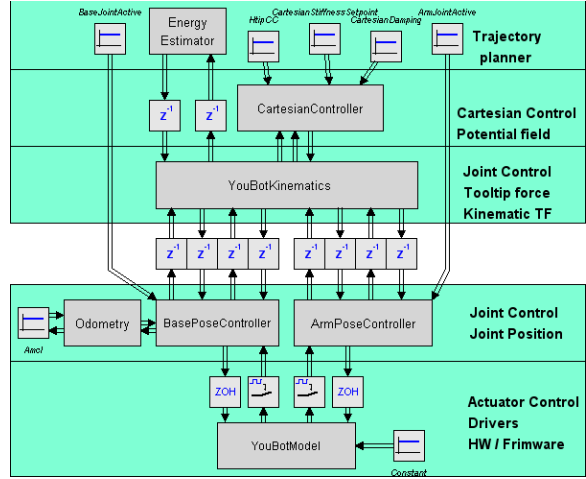 BaseJointActive
Energy
Estimator
HtipCC
CartesianStiffnessSetpoint
CartesianDamping
ArmJointActive
Trajectory
planner
CartesianController
Z-1
Z-1
Cartesian Control
Potential field
YouBotKinematics
Joint Control
Tooltip force
Kinematic TF
Z-1 Z-1 Z-1 Z-1 Z-1 Z-1 Z-1 Z-1
Odometry
BasePoseController
ArmPoseController
Joint Control
Joint Position
Amcl
ZOH
ZOH
Actuator Control
Drivers
HW / Frimware
YouBotModel
Constant